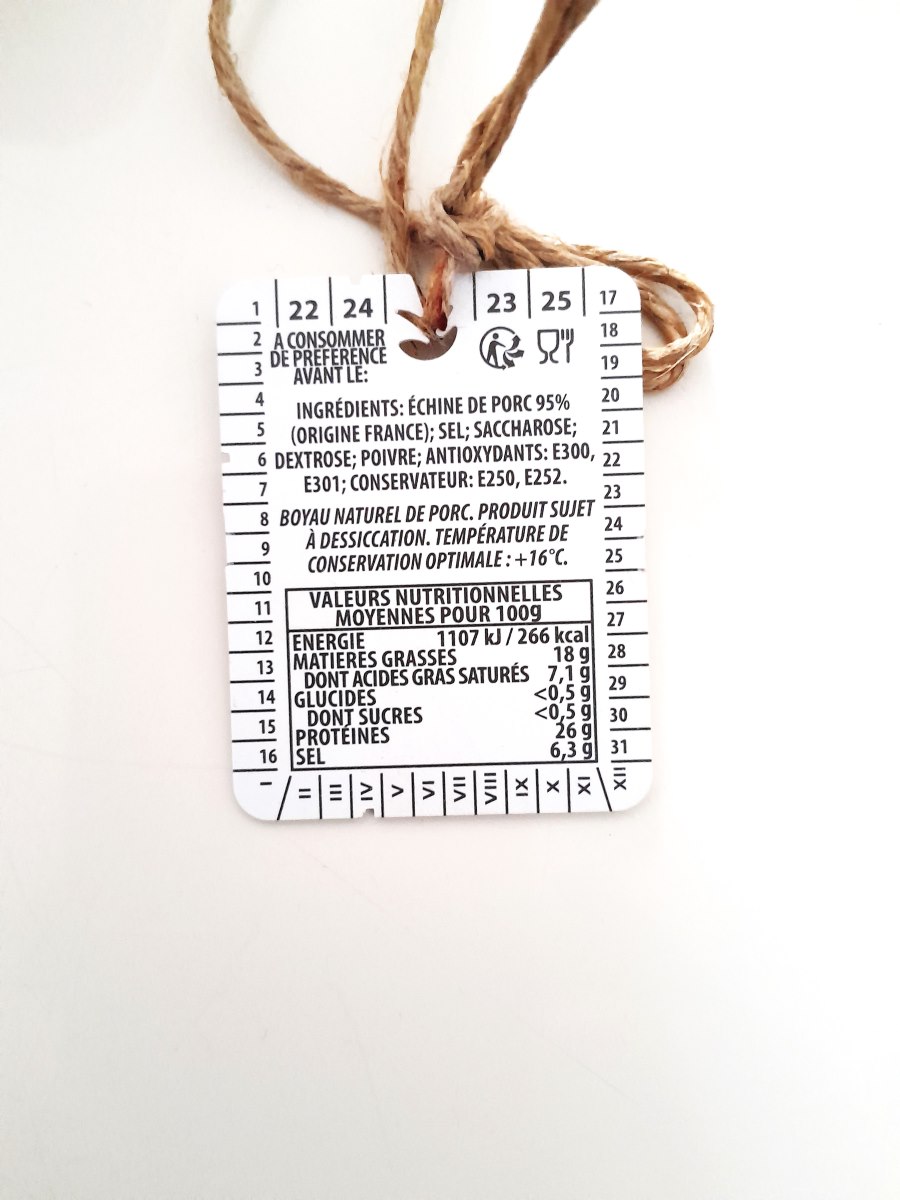 22 24 23 25
A CONSOMMER
DE PRÉFÉRENCE
AVANT LE:
INGRÉDIENTS: ÉCHINE DE PORC 95%
(ORIGINE FRANCE); SEL; SACCHAROSE;
DEXTROSE; POIVRE; ANTIOXYDANTS: E300,
E301; CONSERVATEUR: E250, E252.
BOYAU NATUREL DE PORC. PRODUIT SUJET
À DESSICCATION. TEMPÉRATURE DE
CONSERVATION OPTIMALE : +16°C.
VALEURS NUTRITIONNELLES
MOYENNES POUR 100g
ENERGIE 1107 kJ / 266 kcal
MATIERES GRASSES 18 g
DONT ACIDES GRAS SATURÉS 7,1 g
GLUCIDES <0,5 g
DONT SUCRES <0,5 g
PROTÉINES 26 g
SEL 6,3 g
1
2
3
4
5
6
7
8
9
10
11
12
13
14
15
16
17
18
19
20
21
22
23
24
25
26
27
28
29
30
31
I II III IV V VI VII VIII IX X XI XII